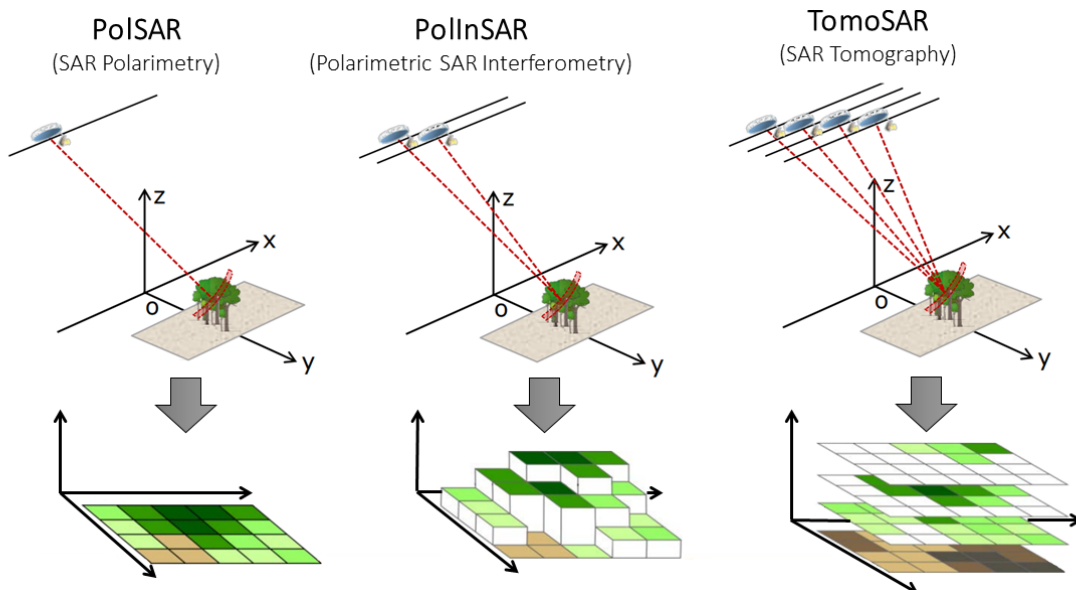 PolSAR
(SAR Polarimetry)
PolInSAR
(Polarimetric SAR Interferometry)
TomoSAR
(SAR Tomography)
z
x
o
y
z
x
o
y
z
x
o
y